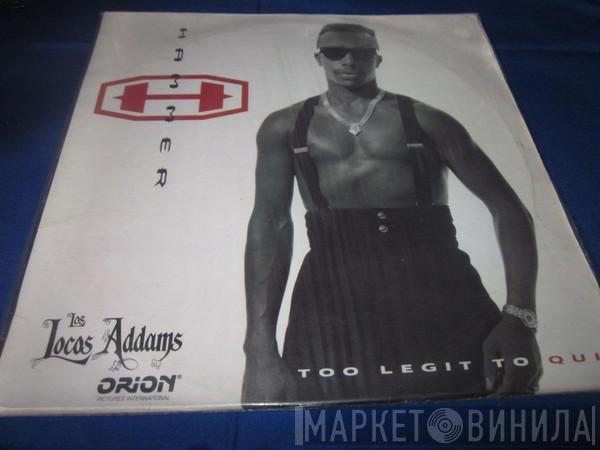 HAMMER
Los
Locos Addams
ORION®
PICTURES INTERNATIONAL
TOO LEGIT TO QUI
МАРКЕТ ВИНИЛА